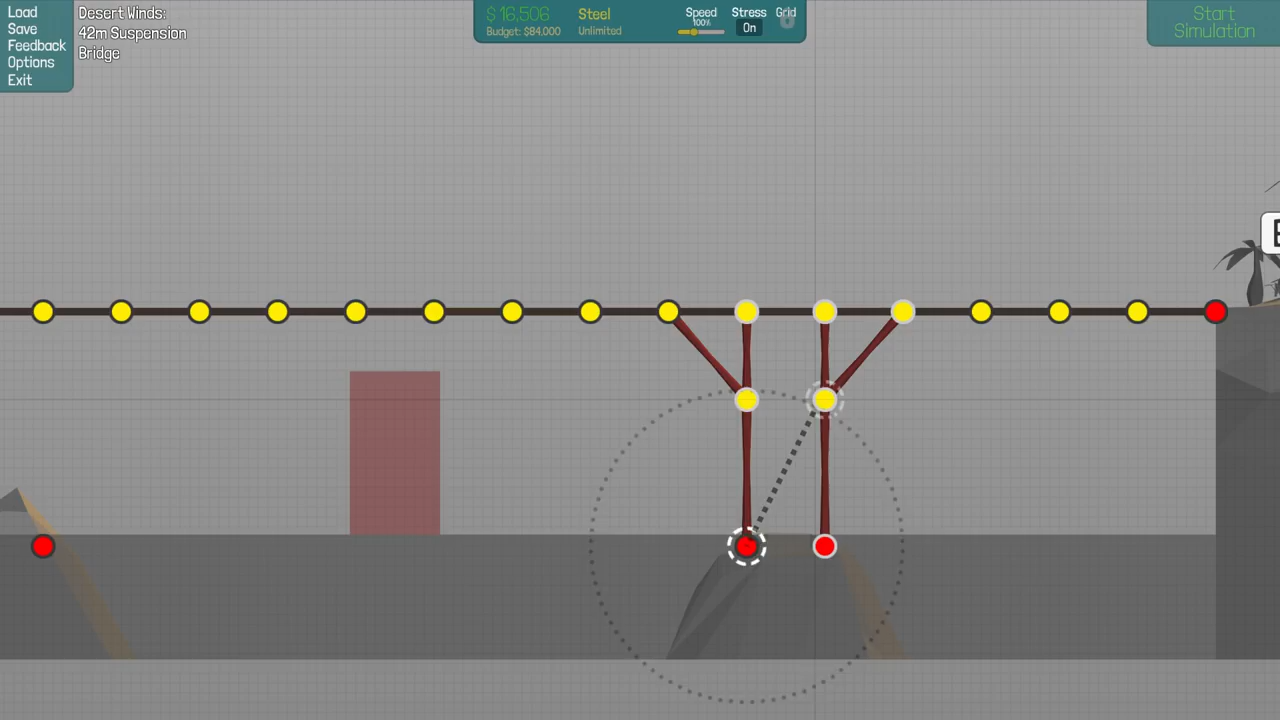 Load
Save
Feedback
Options
Exit
Desert Winds:
42m Suspension
Bridge
$ 16,506
Budget: $84,000
Steel
Unlimited
Speed
100%
Stress
On
Grid
Start
Simulation